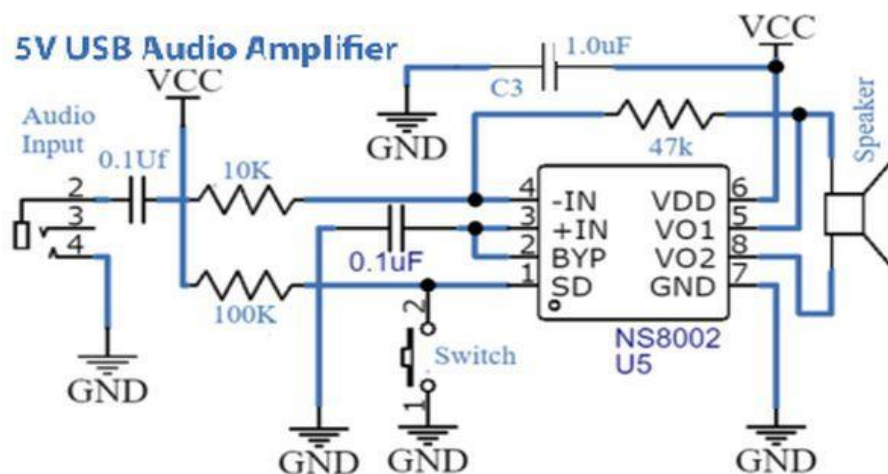 5V USB Audio Amplifier
VCC
1.0uF
VCC
C3
Audio
Input
GND
47k
Speaker
0.1Uf
10K
2
3
4
4
-IN
VDD
6
3
+IN
VO1
5
2
BYP
VO2
8
1
SD
GND
7
0.1uF
100K
2
Switch
1
NS8002
U5
GND
GND
GND
GND